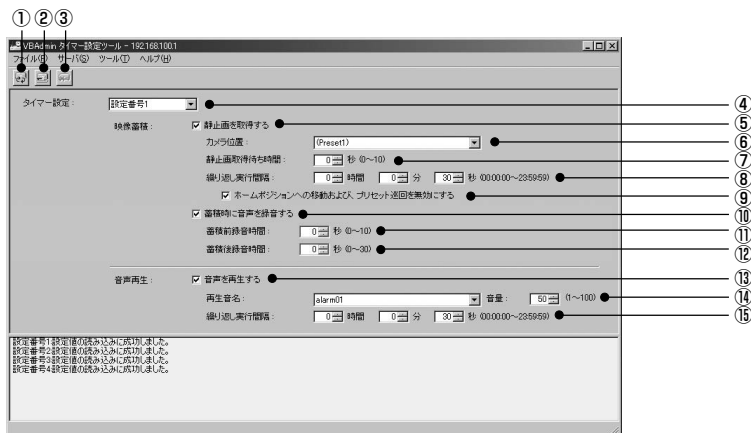 ① ② ③
VBAdmin タイマー設定ツール - 192.168.100.1
ファイル(F) サーバ(S) ツール(T) ヘルプ(H)
タイマー設定： 設定番号1 ④
映像蓄積： 静止画を取得する ⑤
カメラ位置： (Preset1) ⑥
静止画取得待ち時間： 0 秒 (0～10) ⑦
繰り返し実行間隔： 0 時間 0 分 30 秒 (00:00:00～23:59:59) ⑧
ホームポジションへの移動および、プリセット巡回を無効にする ⑨
蓄積時に音声を録音する ⑩
蓄積前録音時間： 0 秒 (0～10) ⑪
蓄積後録音時間： 0 秒 (0～30) ⑫
音声再生： 音声を再生する ⑬
再生音名： alarm01 音量： 50 (1～100) ⑭
繰り返し実行間隔： 0 時間 0 分 30 秒 (00:00:00～23:59:59) ⑮
設定番号1:設定値の読み込みに成功しました。
設定番号2:設定値の読み込みに成功しました。
設定番号3:設定値の読み込みに成功しました。
設定番号4:設定値の読み込みに成功しました。